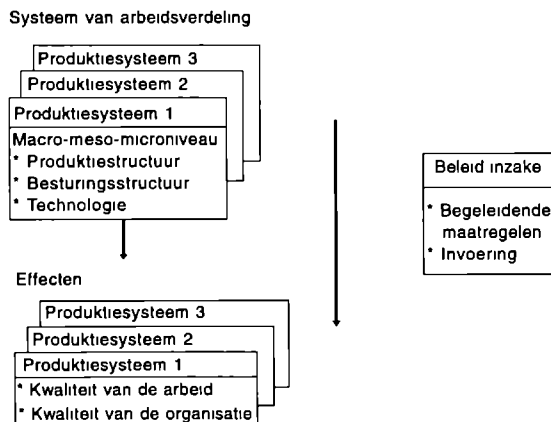 Systeem van arbeidsverdeling
Produktiesysteem 3
Produktiesysteem 2
Produktiesysteem 1
Macro-meso-microniveau
* Produktiestructuur
* Besturingsstructuur
* Technologie
Beleid inzake
* Begeleidende
maatregelen
* Invoering
Effecten
Produktiesysteem 3
Produktiesysteem 2
Produktiesysteem 1
* Kwaliteit van de arbeid
* Kwaliteit van de organisatie